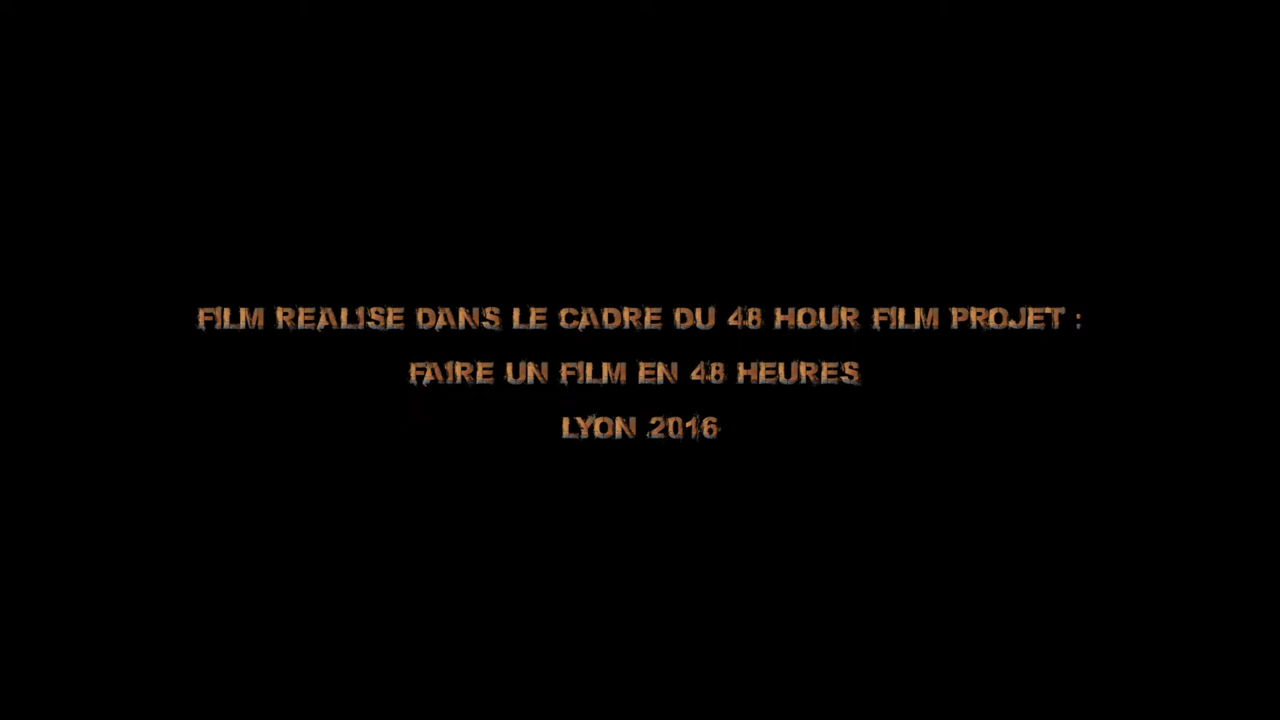 FILM REALISE DANS LE CADRE DU 48 HOUR FILM PROJET :
FAIRE UN FILM EN 48 HEURES
LYON 2016